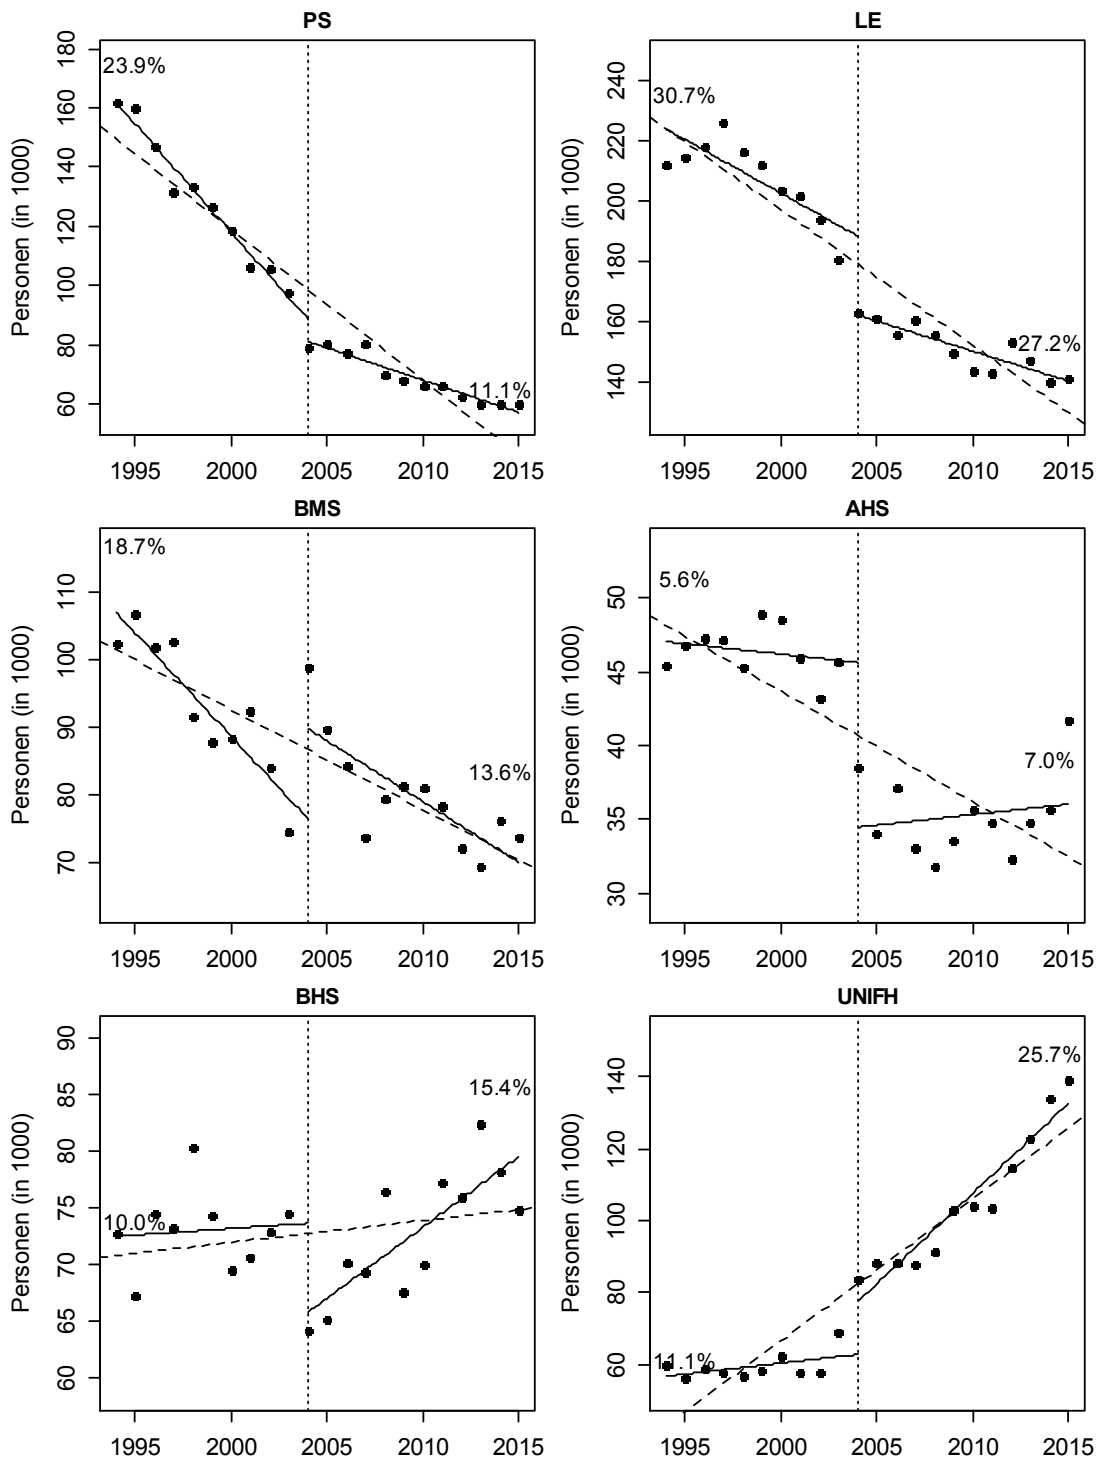 PS
Personen (in 1000)
180
160
140
120
100
80
60
23.9%
11.1%
1995 2000 2005 2010 2015
LE
Personen (in 1000)
240
220
200
180
160
140
30.7%
27.2%
1995 2000 2005 2010 2015
BMS
Personen (in 1000)
110
100
90
80
70
18.7%
13.6%
1995 2000 2005 2010 2015
AHS
Personen (in 1000)
50
45
40
35
30
5.6%
7.0%
1995 2000 2005 2010 2015
BHS
Personen (in 1000)
90
85
80
75
70
65
60
15.4%
10.0%
1995 2000 2005 2010 2015
UNIFH
Personen (in 1000)
140
120
100
80
60
25.7%
11.1%
1995 2000 2005 2010 2015